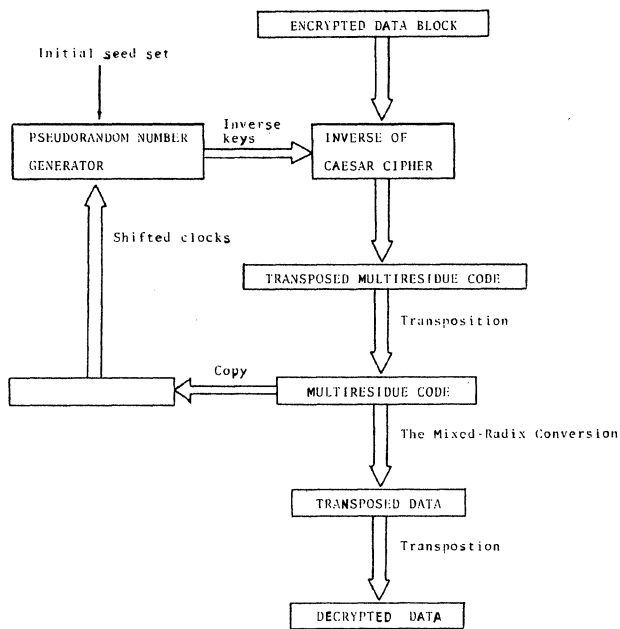 ENCRYPTED DATA BLOCK
Initial seed set
PSEUDORANDOM NUMBER
GENERATOR
Inverse
keys
INVERSE OF
CAESAR CIPHER
Shifted clocks
TRANSPOSED MULTIRESIDUE CODE
Transposition
Copy
MULTIRESIDUE CODE
The Mixed-Radix Conversion
TRANSPOSED DATA
Transpostion
DECRYPTED DATA